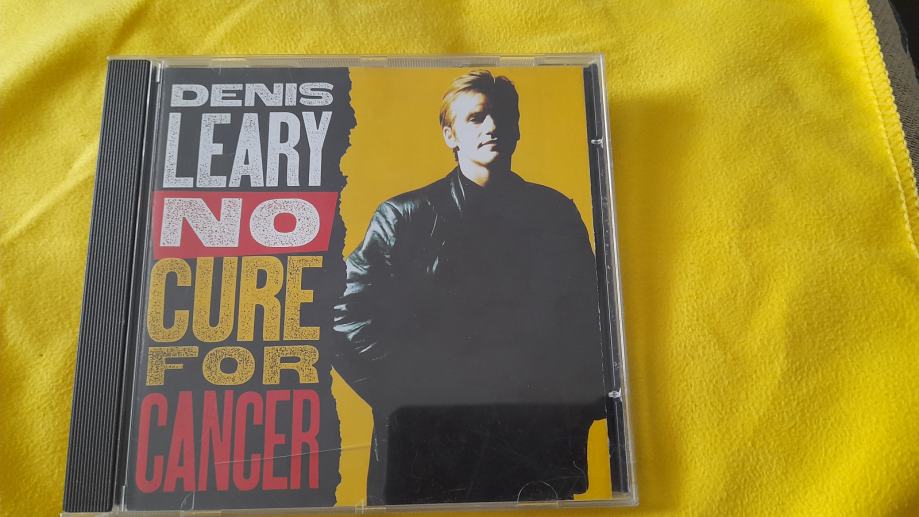 DENIS
LEARY
NO
CURE
FOR
CANCER